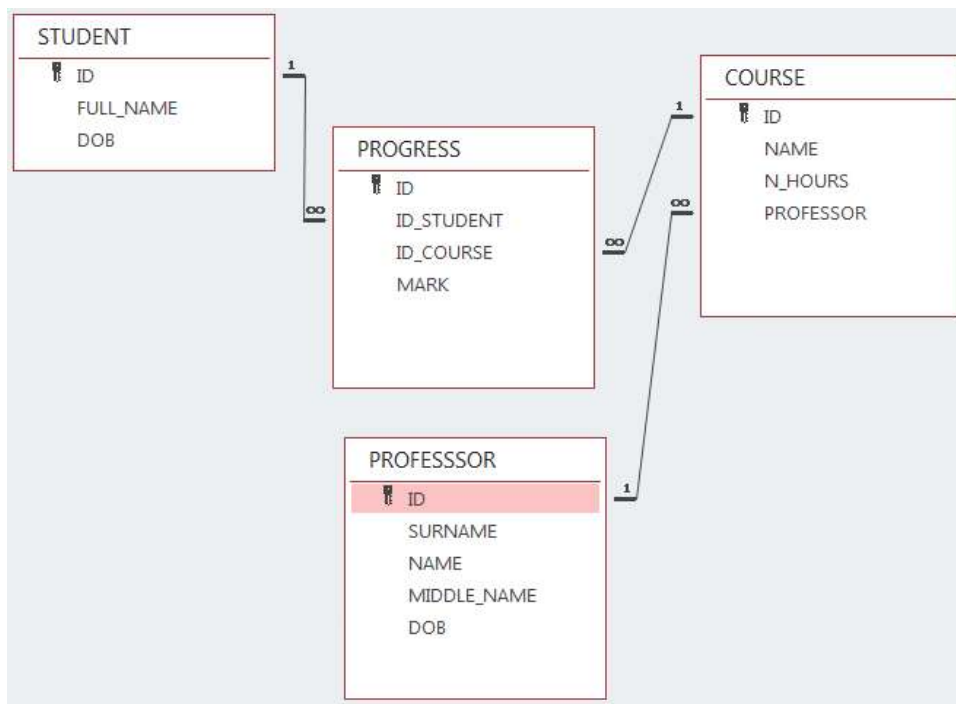 STUDENT
ID
FULL_NAME
DOB
1
∞
PROGRESS
ID
ID_STUDENT
ID_COURSE
MARK
∞
1
COURSE
ID
NAME
N_HOURS
PROFESSOR
∞
1
PROFESSSOR
ID
SURNAME
NAME
MIDDLE_NAME
DOB